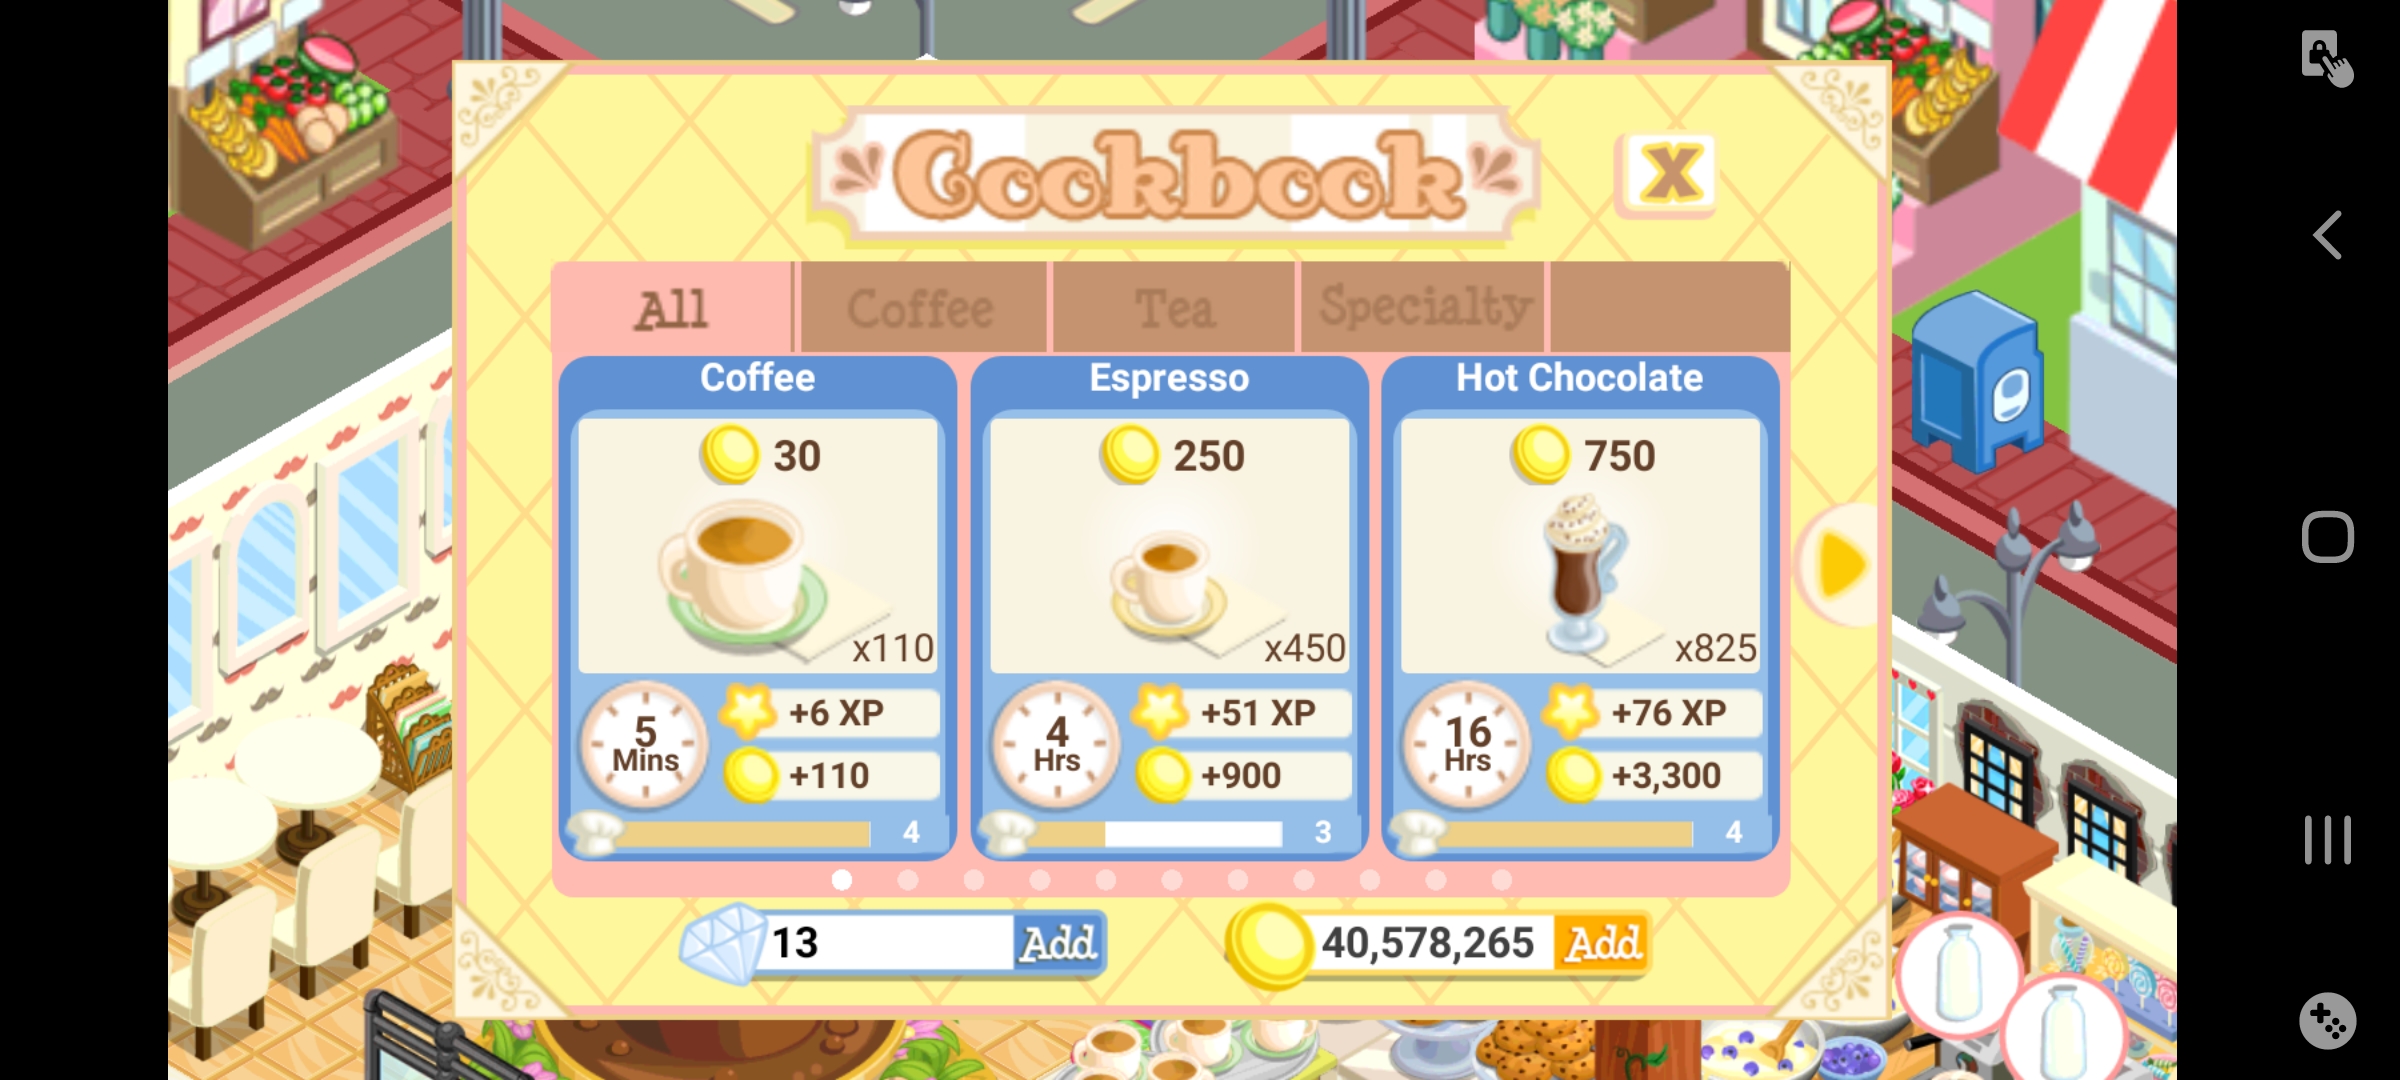 Cookbook
X
All
Coffee
Tea
Specialty
Coffee
30
x110
5
Mins
+6 XP
+110
4
Espresso
250
x450
4
Hrs
+51 XP
+900
3
Hot Chocolate
750
x825
16
Hrs
+76 XP
+3,300
4
13
Add
40,578,265
Add